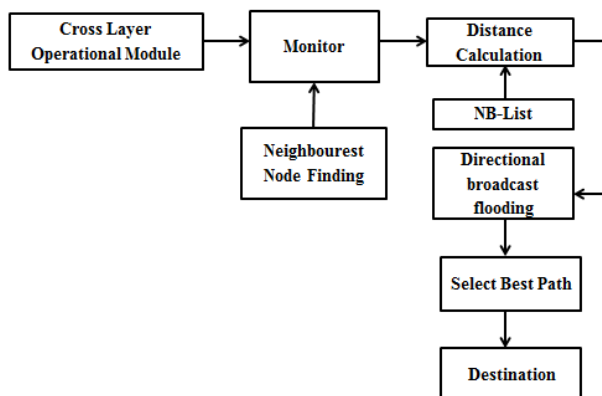 Cross Layer
Operational Module
Monitor
Distance
Calculation
NB-List
Neighbourest
Node Finding
Directional
broadcast
flooding
Select Best Path
Destination